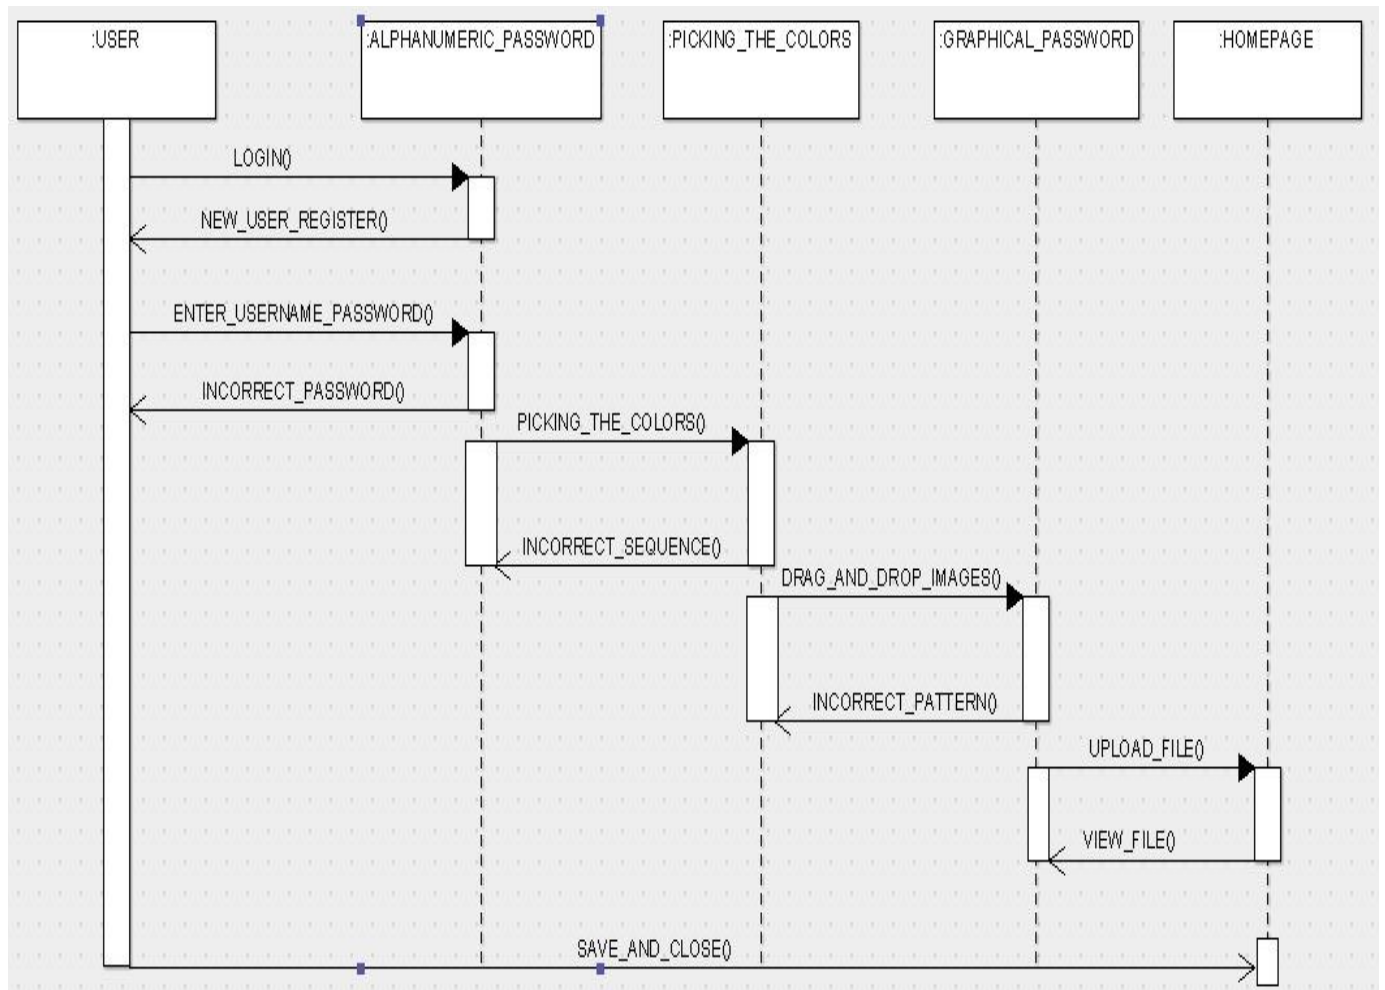 :USER
:ALPHANUMERIC_PASSWORD
:PICKING_THE_COLORS
:GRAPHICAL_PASSWORD
:HOMEPAGE
LOGIN()
NEW_USER_REGISTER()
ENTER_USERNAME_PASSWORD()
INCORRECT_PASSWORD()
PICKING_THE_COLORS()
INCORRECT_SEQUENCE()
DRAG_AND_DROP_IMAGES()
INCORRECT_PATTERN()
UPLOAD_FILE()
VIEW_FILE()
SAVE_AND_CLOSE()